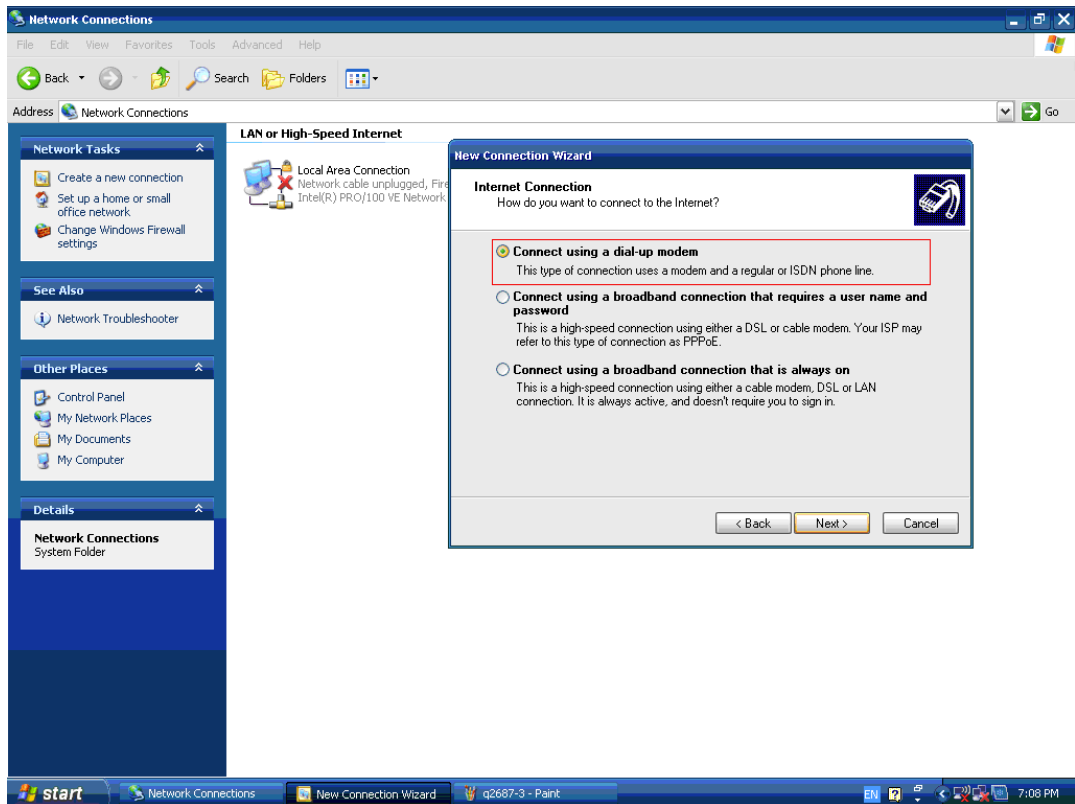 Network Connections
File Edit View Favorites Tools Advanced Help
Back Search Folders
Address Network Connections Go
Network Tasks
Create a new connection
Set up a home or small
office network
Change Windows Firewall
settings
See Also
Network Troubleshooter
Other Places
Control Panel
My Network Places
My Documents
My Computer
Details
Network Connections
System Folder
LAN or High-Speed Internet
Local Area Connection
Network cable unplugged, Fire
Intel(R) PRO/100 VE Network
New Connection Wizard
Internet Connection
How do you want to connect to the Internet?
Connect using a dial-up modem
This type of connection uses a modem and a regular or ISDN phone line.
Connect using a broadband connection that requires a user name and
password
This is a high-speed connection using either a DSL or cable modem. Your ISP may
refer to this type of connection as PPPoE.
Connect using a broadband connection that is always on
This is a high-speed connection using either a cable modem, DSL or LAN
connection. It is always active, and doesn't require you to sign in.
< Back Next > Cancel
start Network Connections New Connection Wizard q2687-3 - Paint EN 7:08 PM